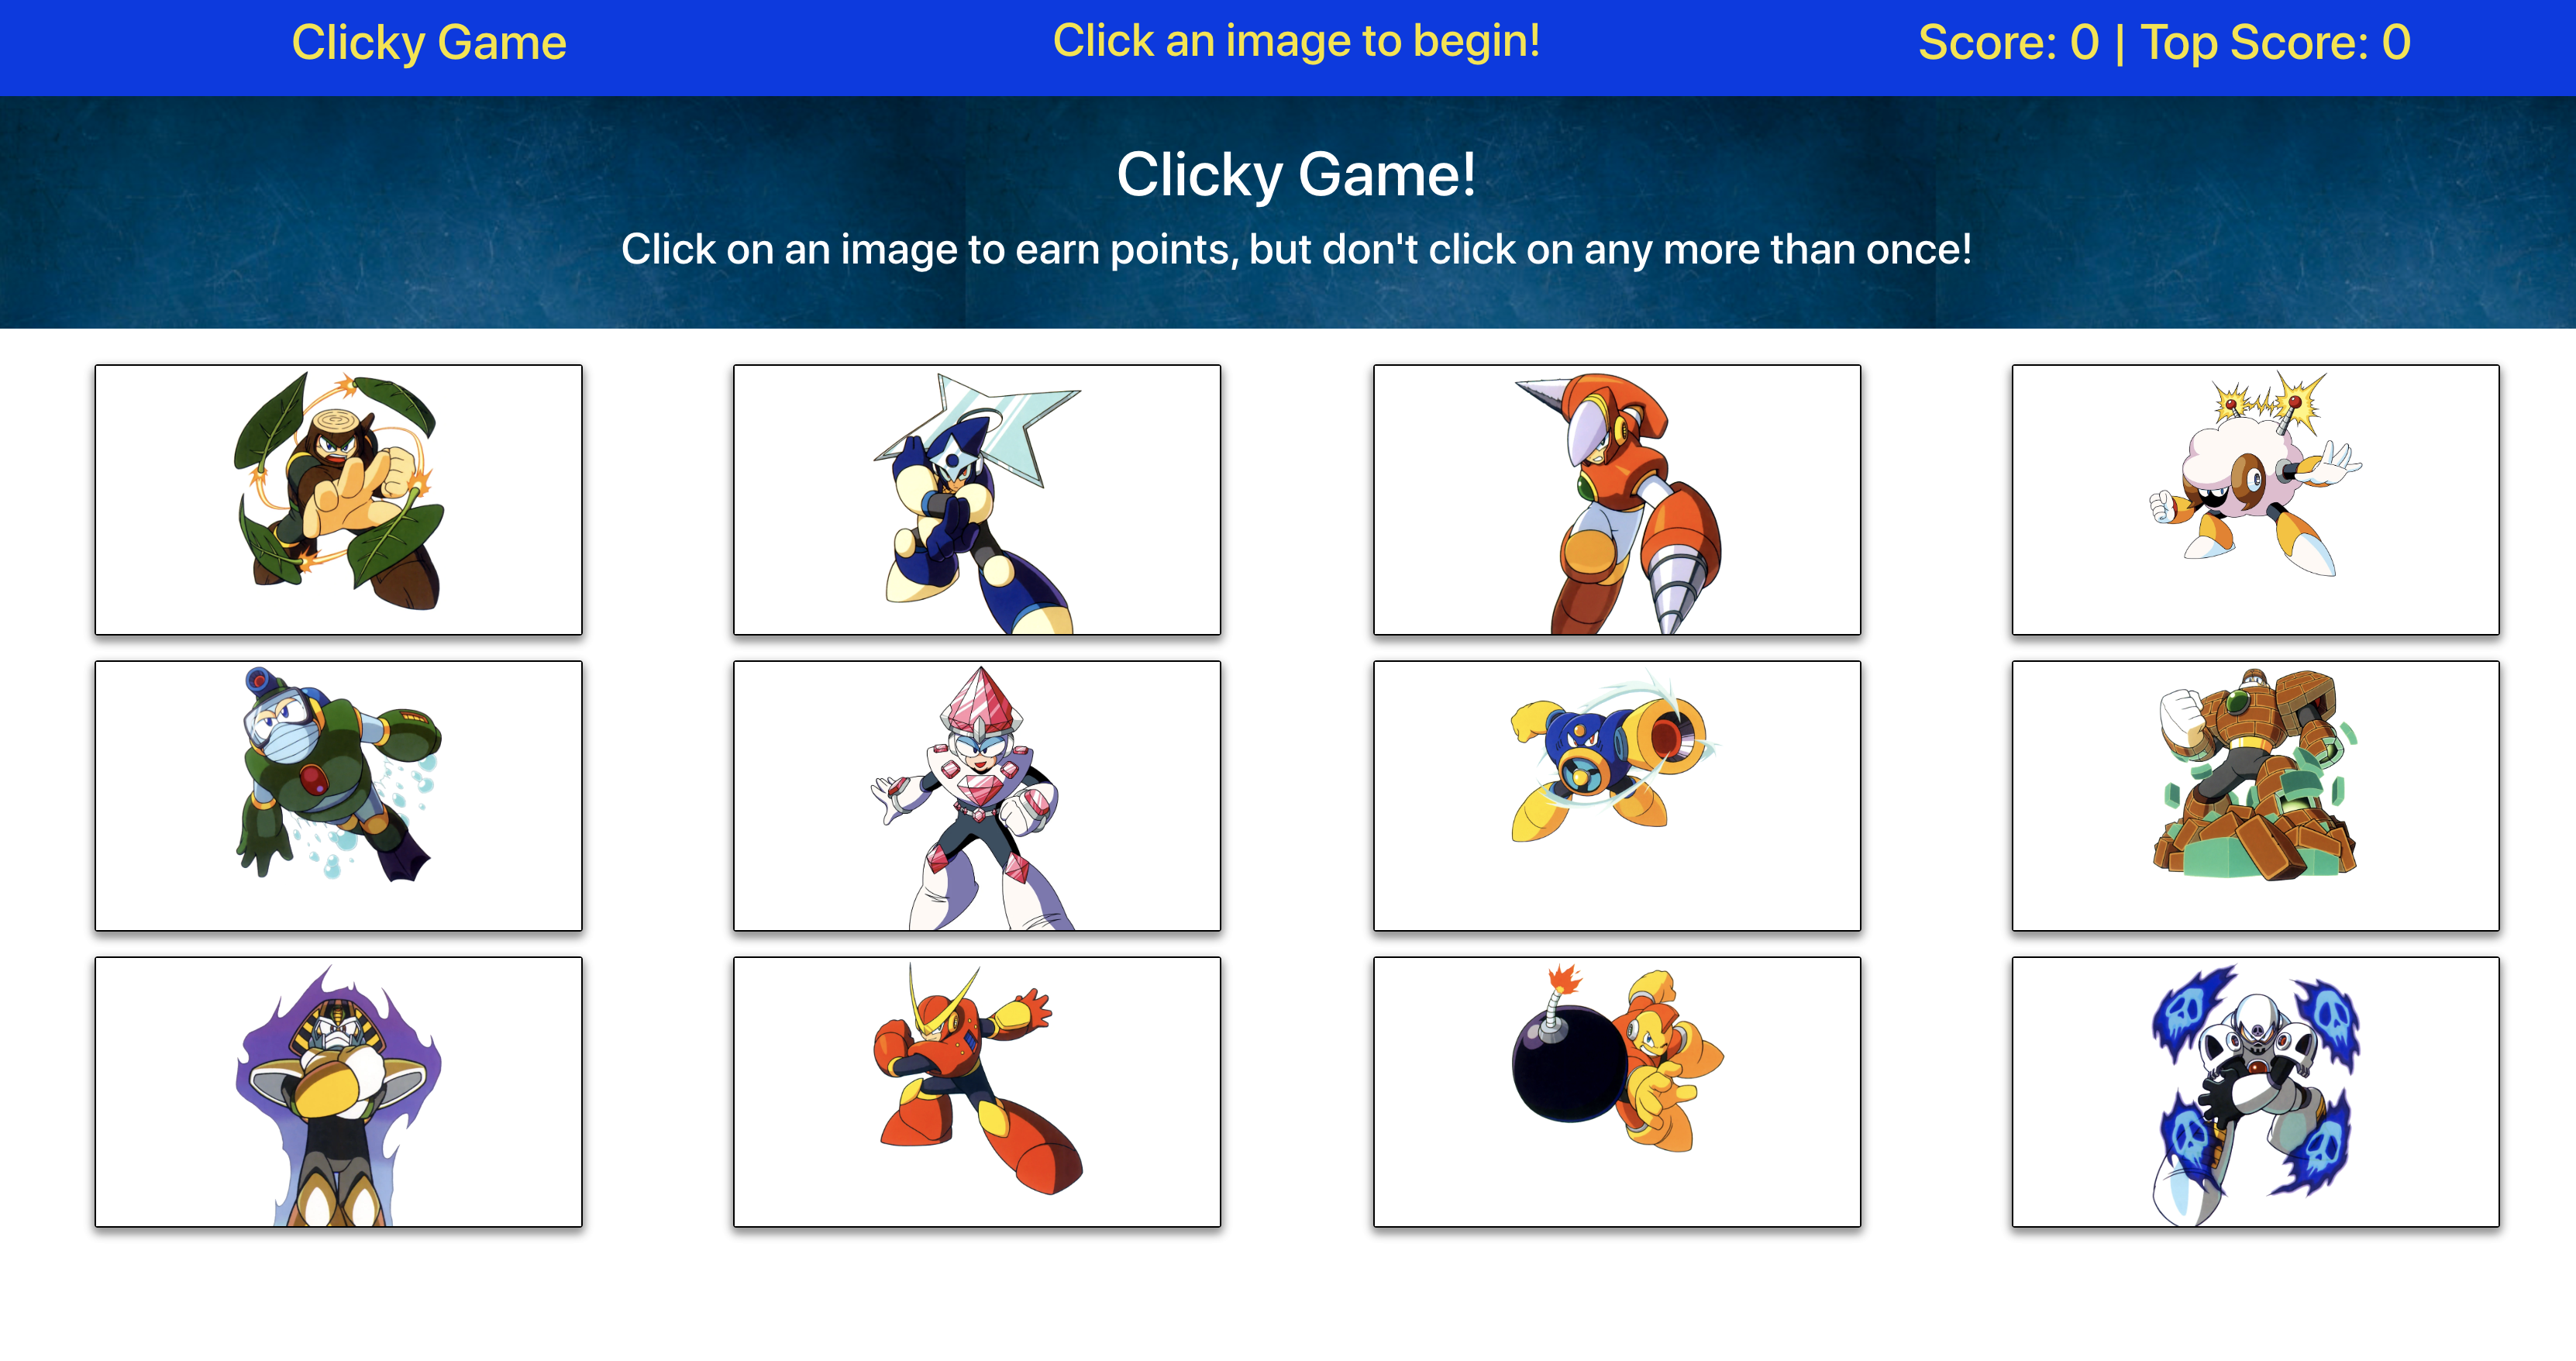 Clicky Game
Click an image to begin!
Score: 0 | Top Score: 0
Clicky Game!
Click on an image to earn points, but don't click on any more than once!